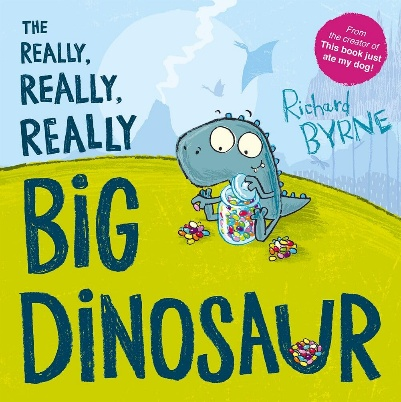 THE
REALLY,
REALLY,
REALLY
BiG
DiNOSAUR
From
the creator of
This book just
ate my dog!
Richard
BYRNE